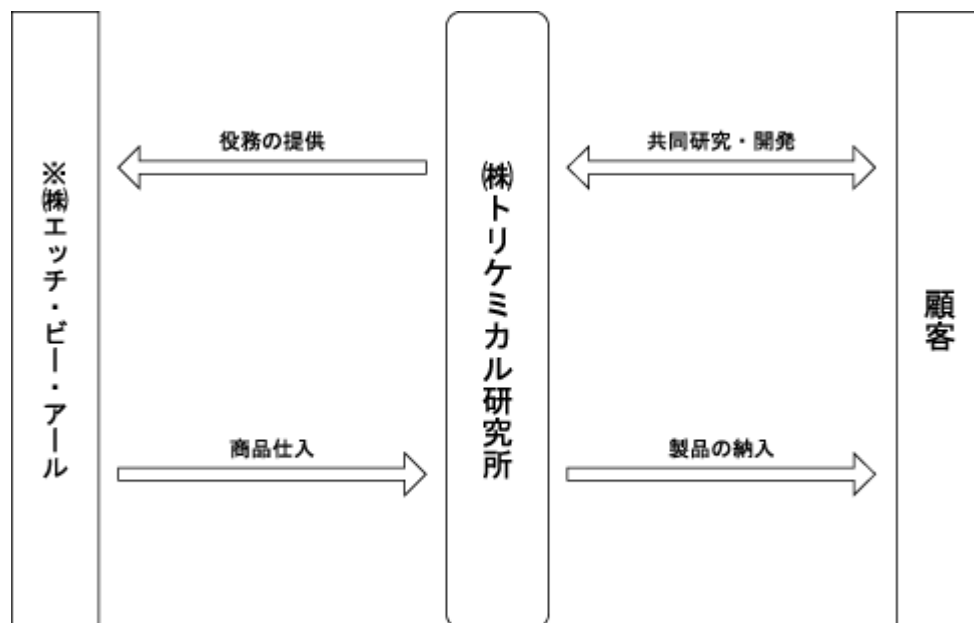 ※㈱エッチ・ビー・アール
役務の提供
商品仕入
㈱トリケミカル研究所
共同研究・開発
製品の納入
顧客